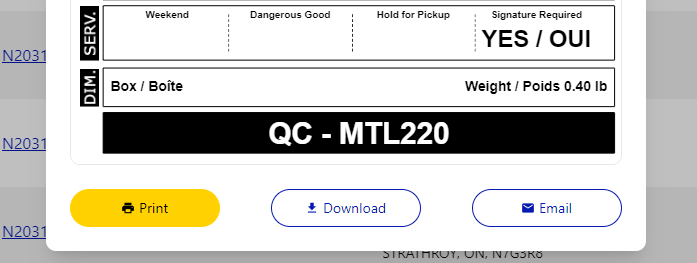 Weekend Dangerous Good Hold for Pickup Signature Required
SERV.
YES / OUI
N2031
DIM.
Box / Boîte Weight / Poids 0.40 lb
QC - MTL220
N2031
Print Download Email
N2031
STRATHROY, ON, N7G3R8